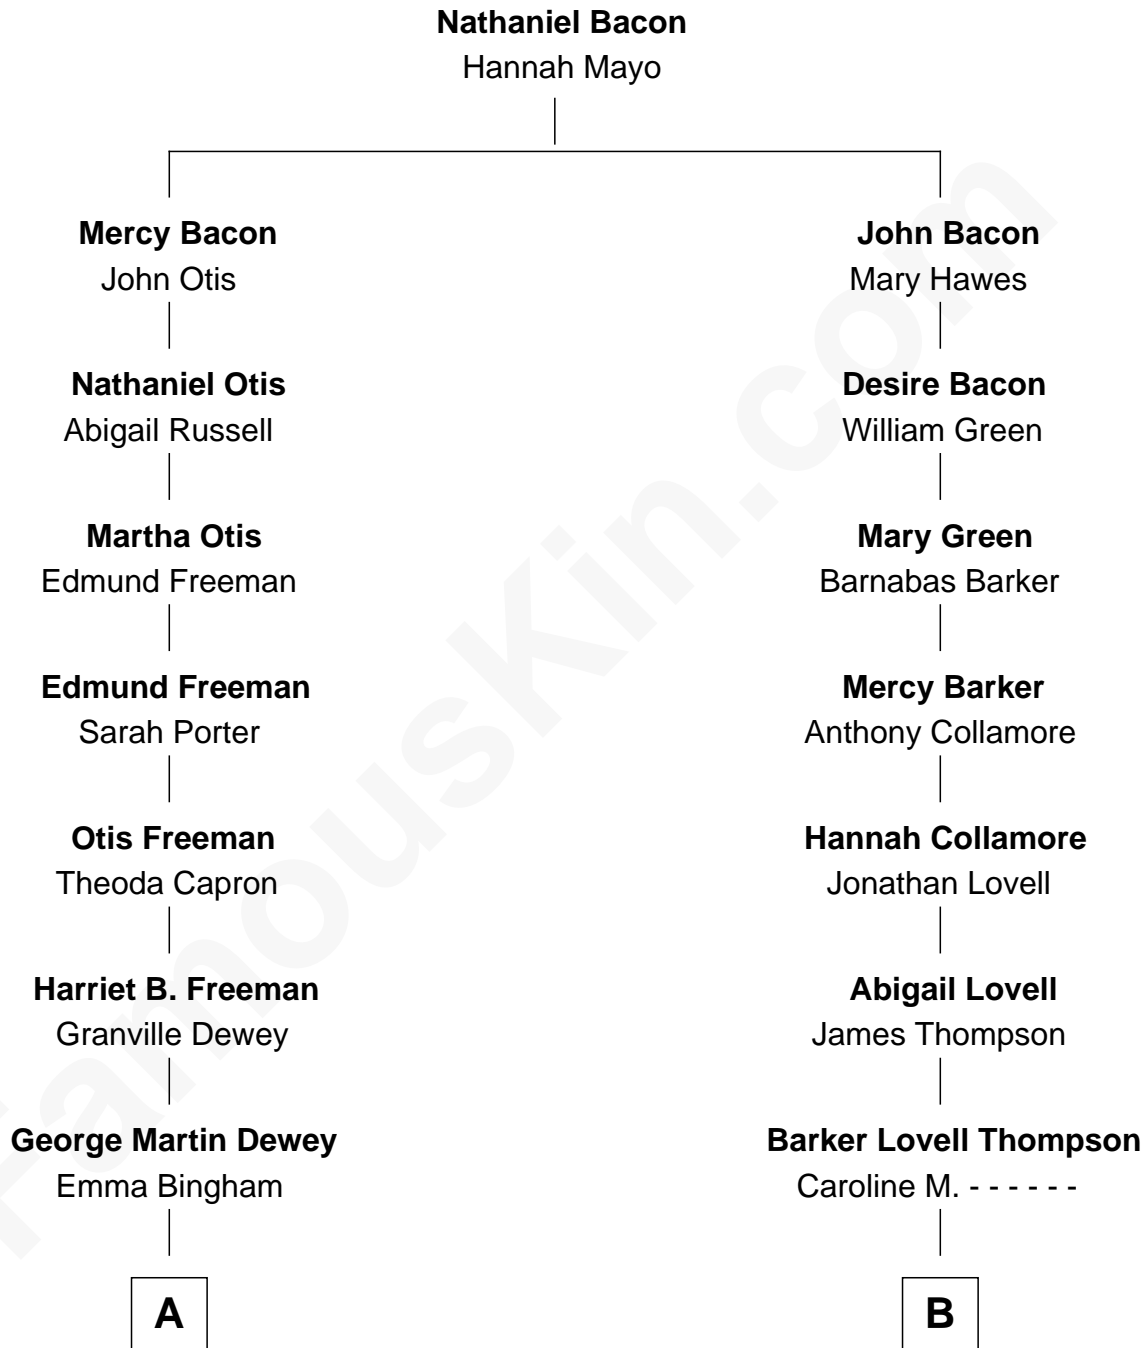 Nathaniel Bacon
Hannah Mayo
Mercy Bacon
John Otis
John Bacon
Mary Hawes
Nathaniel Otis
Abigail Russell
Desire Bacon
William Green
Martha Otis
Edmund Freeman
Mary Green
Barnabas Barker
Edmund Freeman
Sarah Porter
Mercy Barker
Anthony Collamore
Otis Freeman
Theoda Capron
Hannah Collamore
Jonathan Lovell
Harriet B. Freeman
Granville Dewey
Abigail Lovell
James Thompson
George Martin Dewey
Emma Bingham
Barker Lovell Thompson
Caroline M. - - - - - -
A
B
FamousKin.com